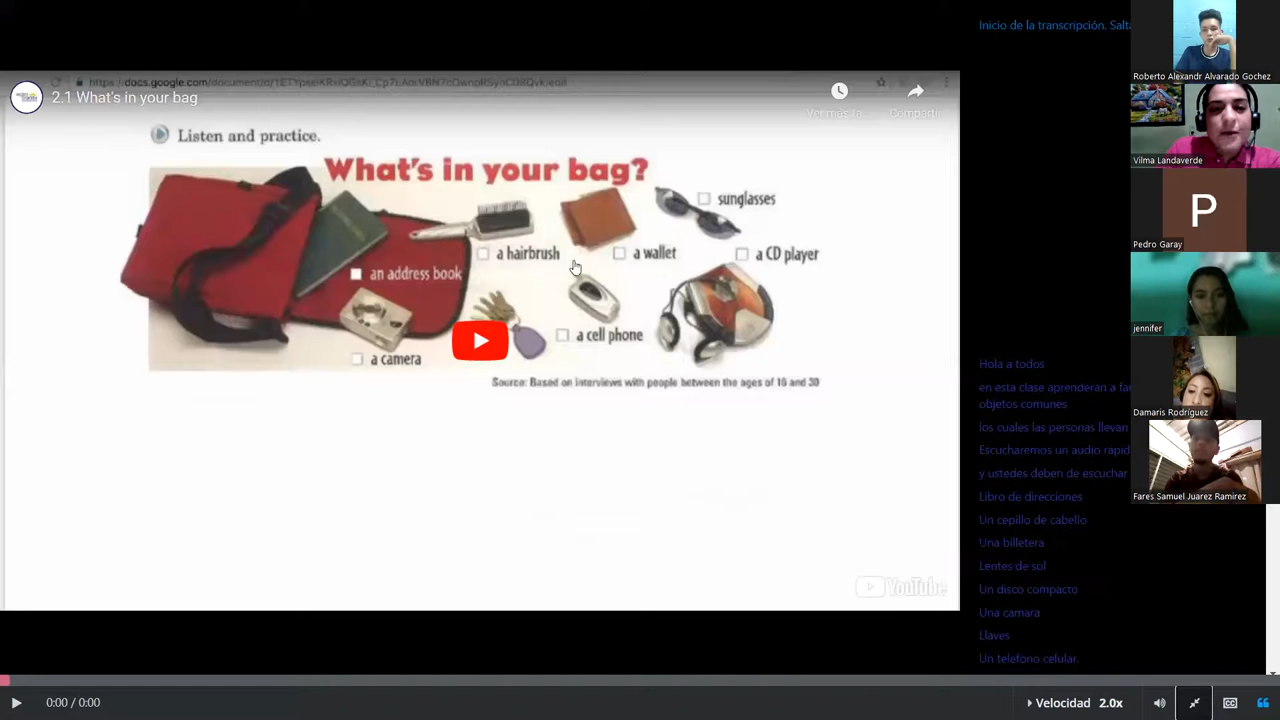 Inicio de la transcripción. Salta
2.1 What's in your bag
Ver más ta
Compartir
Listen and practice.
What's in your bag?
sunglasses
a hairbrush
a wallet
a CD player
an address book
a cell phone
a camera
Source: Based on interviews with people between the ages of 16 and 30
YouTube
Hola a todos
en esta clase aprenderan a fa
objetos comunes
los cuales las personas llevan
Escucharemos un audio rapid
y ustedes deben de escuchar
Libro de direcciones
Un cepillo de cabello
Una billetera
Lentes de sol
Un disco compacto
Una camara
Llaves
Un telefono celular.
Roberto Alexandr Alvarado Gochez
Vilma Landaverde
P
Pedro Garay
jennifer
Damaris Rodríguez
Fares Samuel Juarez Ramirez
0:00 / 0:00
Velocidad 2.0x